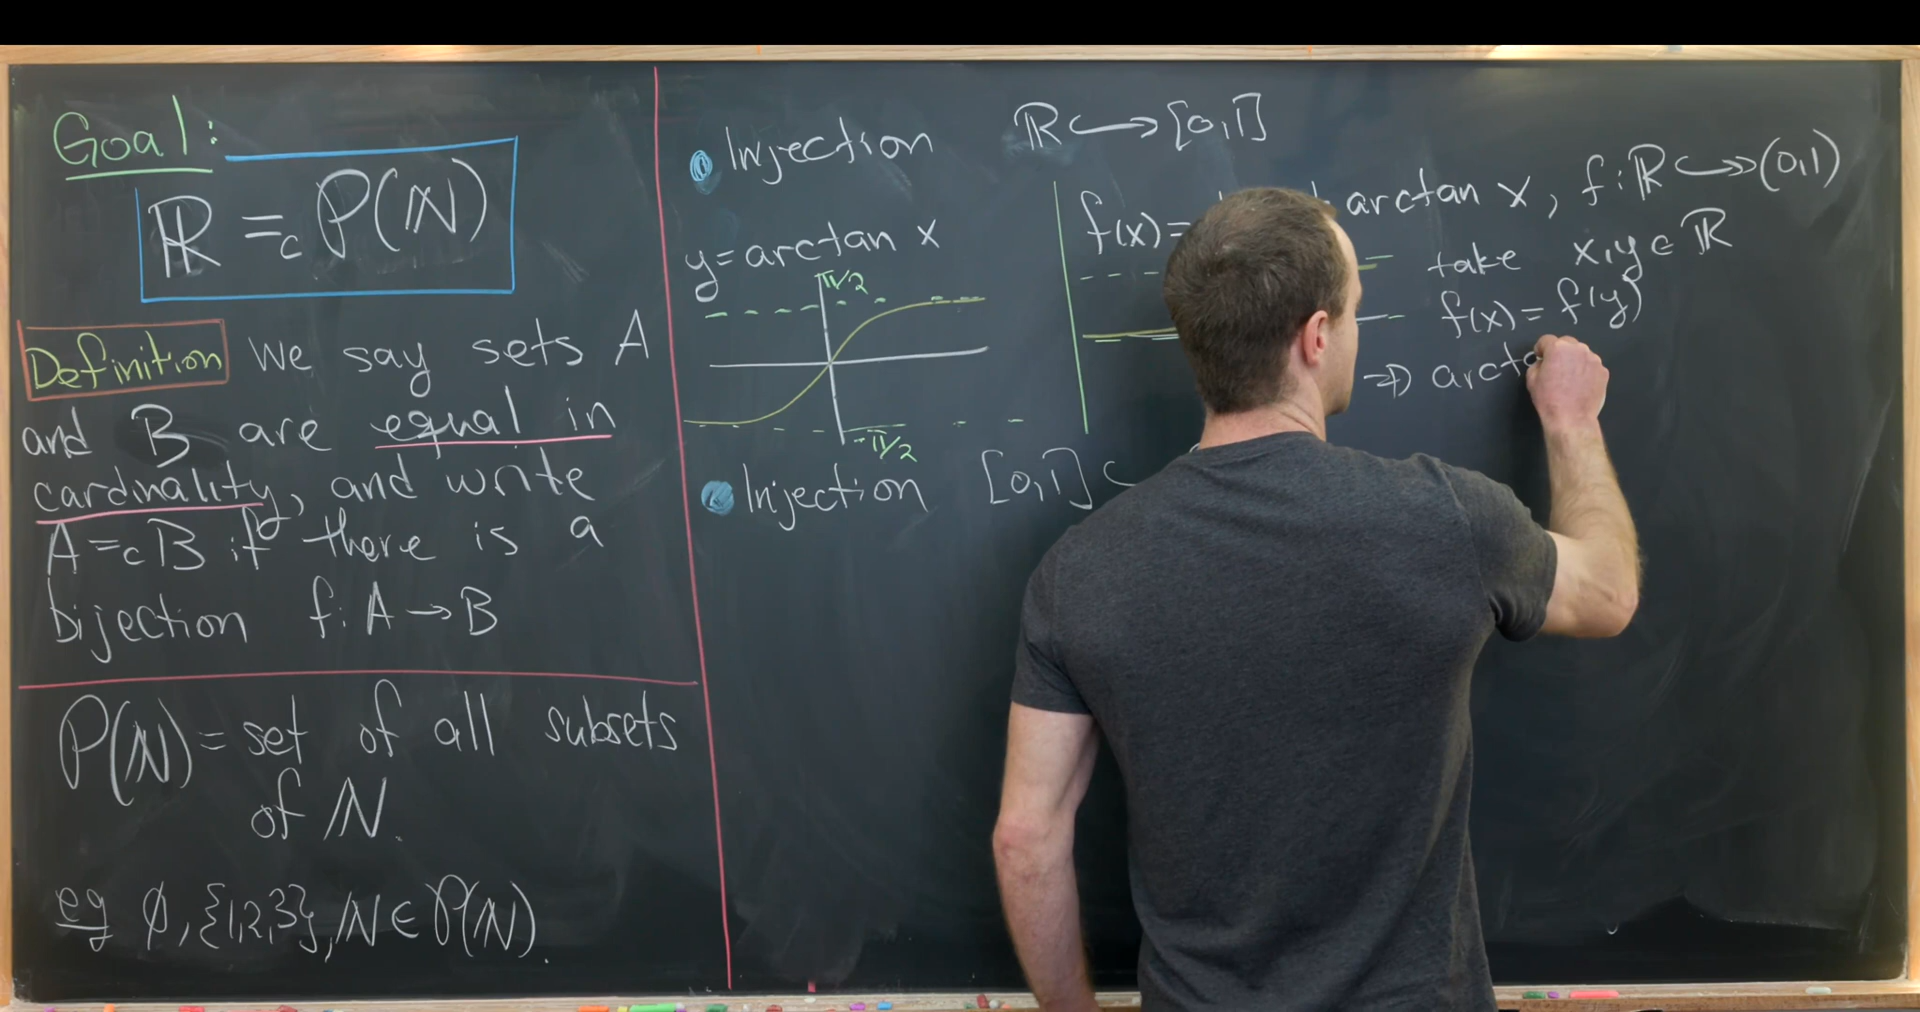 Goal:
ℝ =c P(ℕ)
Definition We say sets A
and B are equal in
cardinality, and write
A =c B if there is a
bijection f: A → B
P(ℕ) = set of all subsets
of ℕ.
eg ∅, {1,2,3}, ℕ ∈ P(ℕ).
• Injection ℝ ↪ [0,1]
y = arctan x
π/2
-π/2
f(x) = arctan x, f: ℝ ↪↠ (0,1)
take x,y ∈ ℝ
f(x) = f(y)
⇒ arcta
• Injection [0,1] ↪